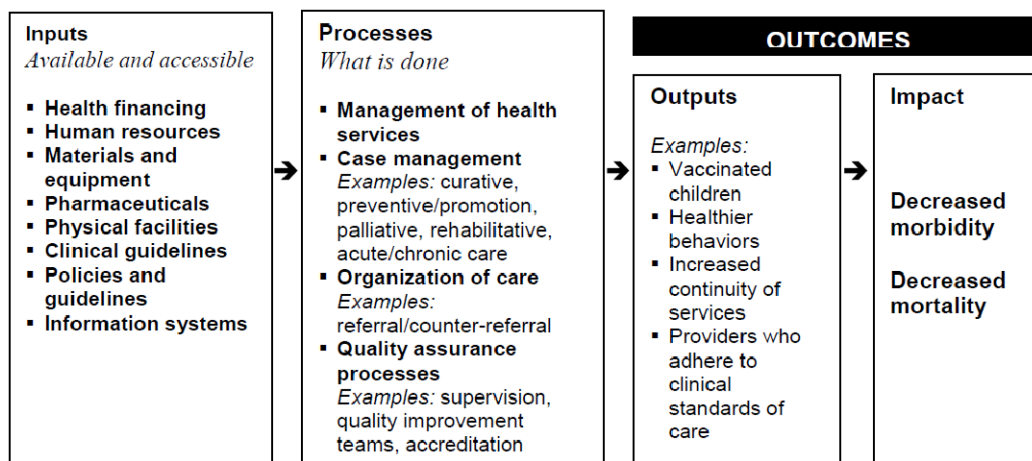 Inputs
Available and accessible
▪ Health financing
▪ Human resources
▪ Materials and
equipment
▪ Pharmaceuticals
▪ Physical facilities
▪ Clinical guidelines
▪ Policies and
guidelines
▪ Information systems
Processes
What is done
▪ Management of health
services
▪ Case management
Examples: curative,
preventive/promotion,
palliative, rehabilitative,
acute/chronic care
▪ Organization of care
Examples:
referral/counter-referral
▪ Quality assurance
processes
Examples: supervision,
quality improvement
teams, accreditation
OUTCOMES
Outputs
Examples:
▪ Vaccinated
children
▪ Healthier
behaviors
▪ Increased
continuity of
services
▪ Providers who
adhere to
clinical
standards of
care
Impact
Decreased
morbidity
Decreased
mortality